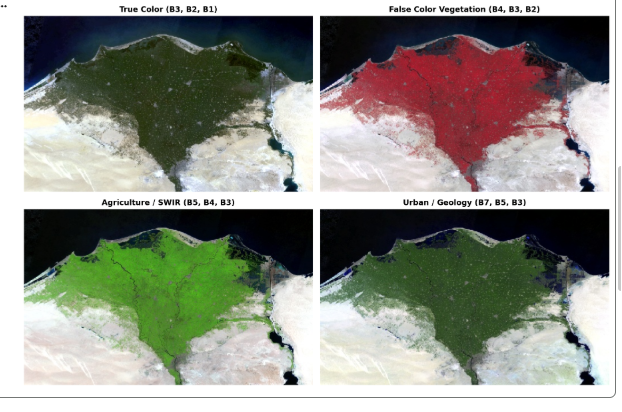 True Color (B3, B2, B1)
False Color Vegetation (B4, B3, B2)
Agriculture / SWIR (B5, B4, B3)
Urban / Geology (B7, B5, B3)